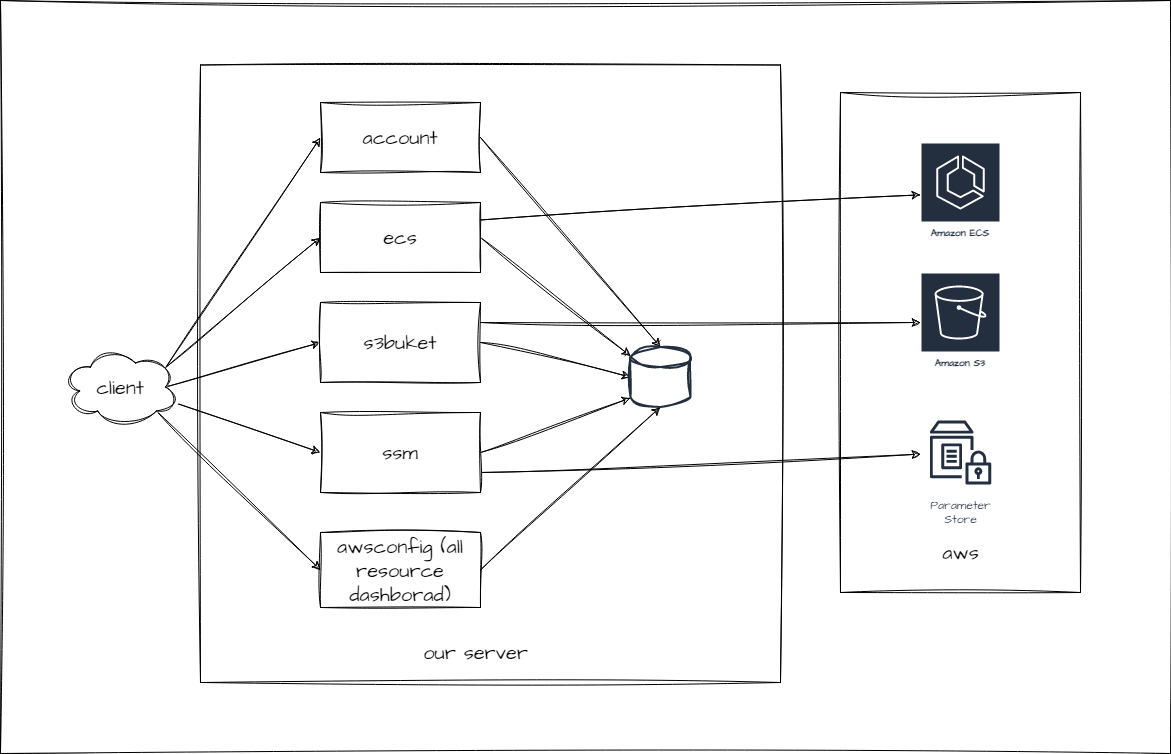 account
ecs
s3buket
client
ssm
awsconfig (all
resource
dashborad)
our server
Amazon ECS
Amazon S3
Parameter
Store
aws